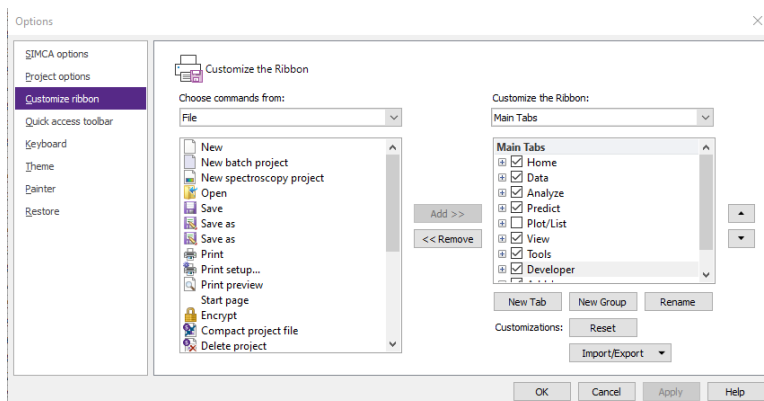 Options
SIMCA options
Project options
Customize ribbon
Quick access toolbar
Keyboard
Theme
Painter
Restore
Customize the Ribbon
Choose commands from:
File
New
New batch project
New spectroscopy project
Open
Save
Save as
Save as
Print
Print setup...
Print preview
Start page
Encrypt
Compact project file
Delete project
Add >>
<< Remove
Customize the Ribbon:
Main Tabs
Main Tabs
Home
Data
Analyze
Predict
Plot/List
View
Tools
Developer
New Tab
New Group
Rename
Customizations:
Reset
Import/Export
OK
Cancel
Apply
Help